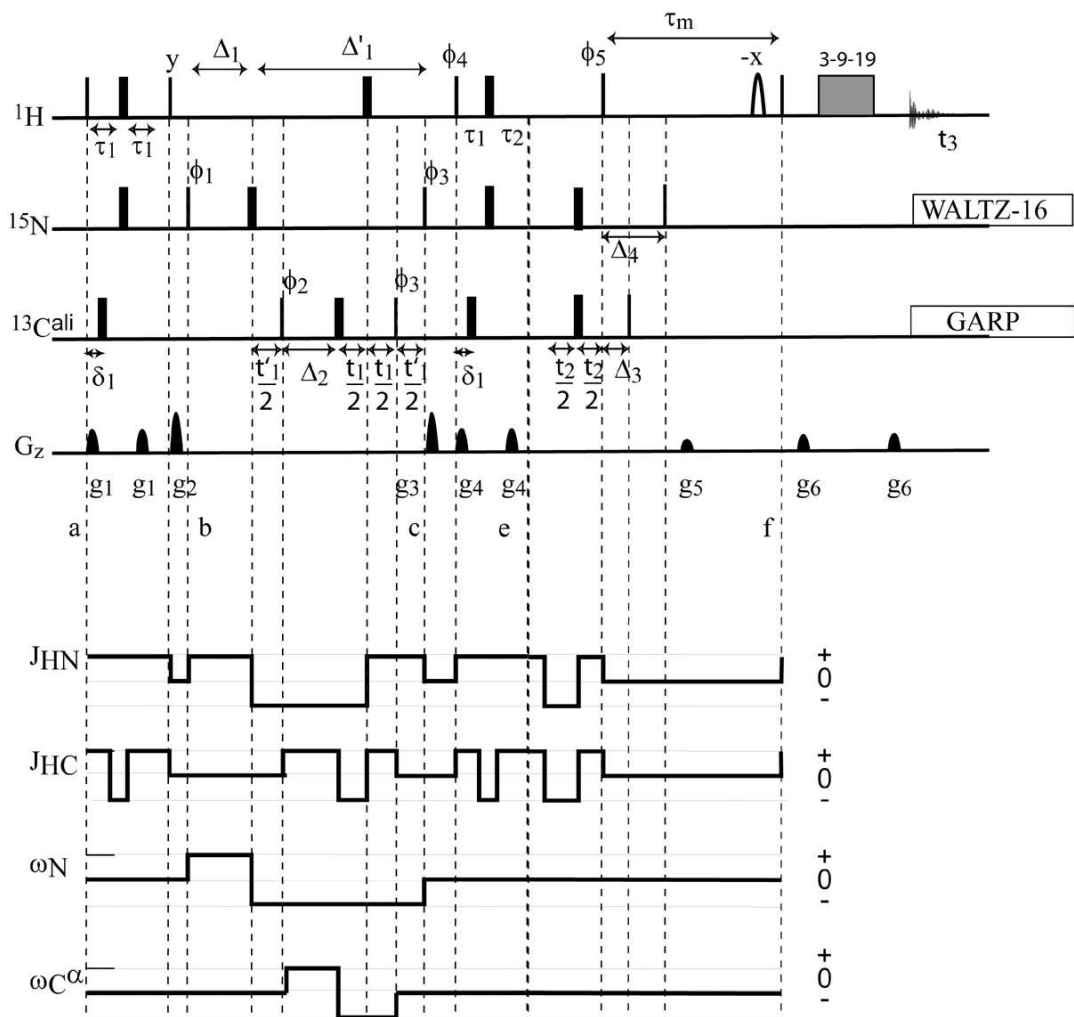 τm
y Δ1 Δ'1 ϕ4 ϕ5 -x 3-9-19
1H
τ1 τ1 τ1 τ2 t3
ϕ1 ϕ3
15N WALTZ-16
Δ4
ϕ2 ϕ3
13Cali GARP
δ1 t'1/2 Δ2 t1/2 t1/2 t'1/2 δ1 t2/2 t2/2 Δ3
Gz
g1 g1 g2 g3 g4 g4 g5 g6 g6
a b c e f
JHN + 0 -
JHC + 0 -
ωN + 0 -
ωCα + 0 -